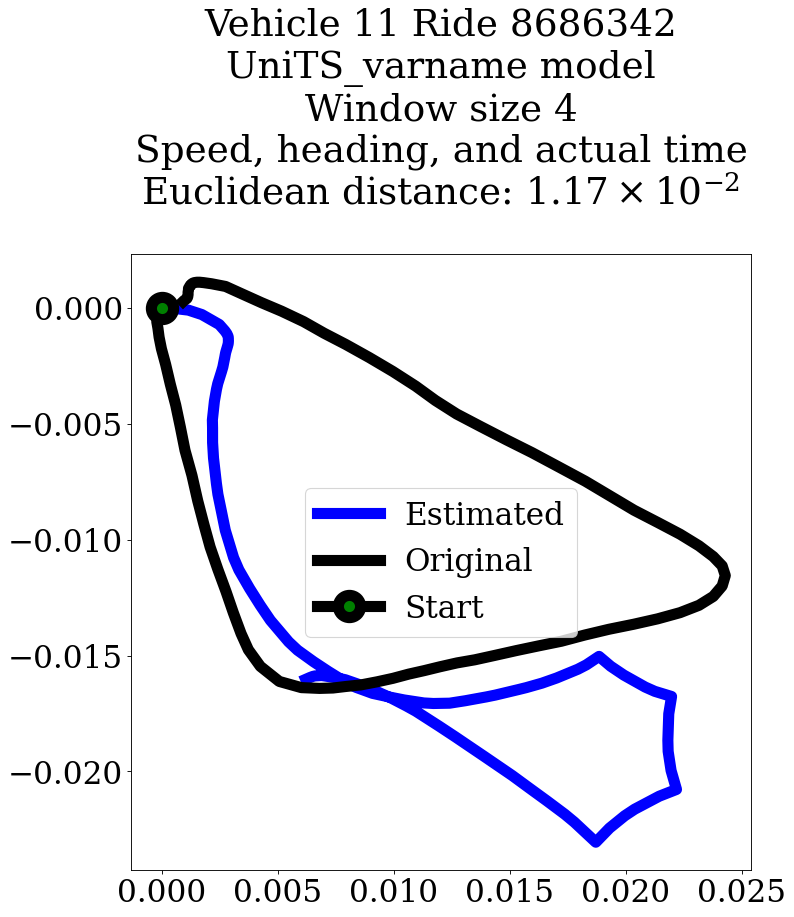 Vehicle 11 Ride 8686342
UniTS_varname model
Window size 4
Speed, heading, and actual time
Euclidean distance: 1.17 × 10⁻²
0.000
−0.005
−0.010
−0.015
−0.020
Estimated
Original
Start
0.000 0.005 0.010 0.015 0.020 0.025